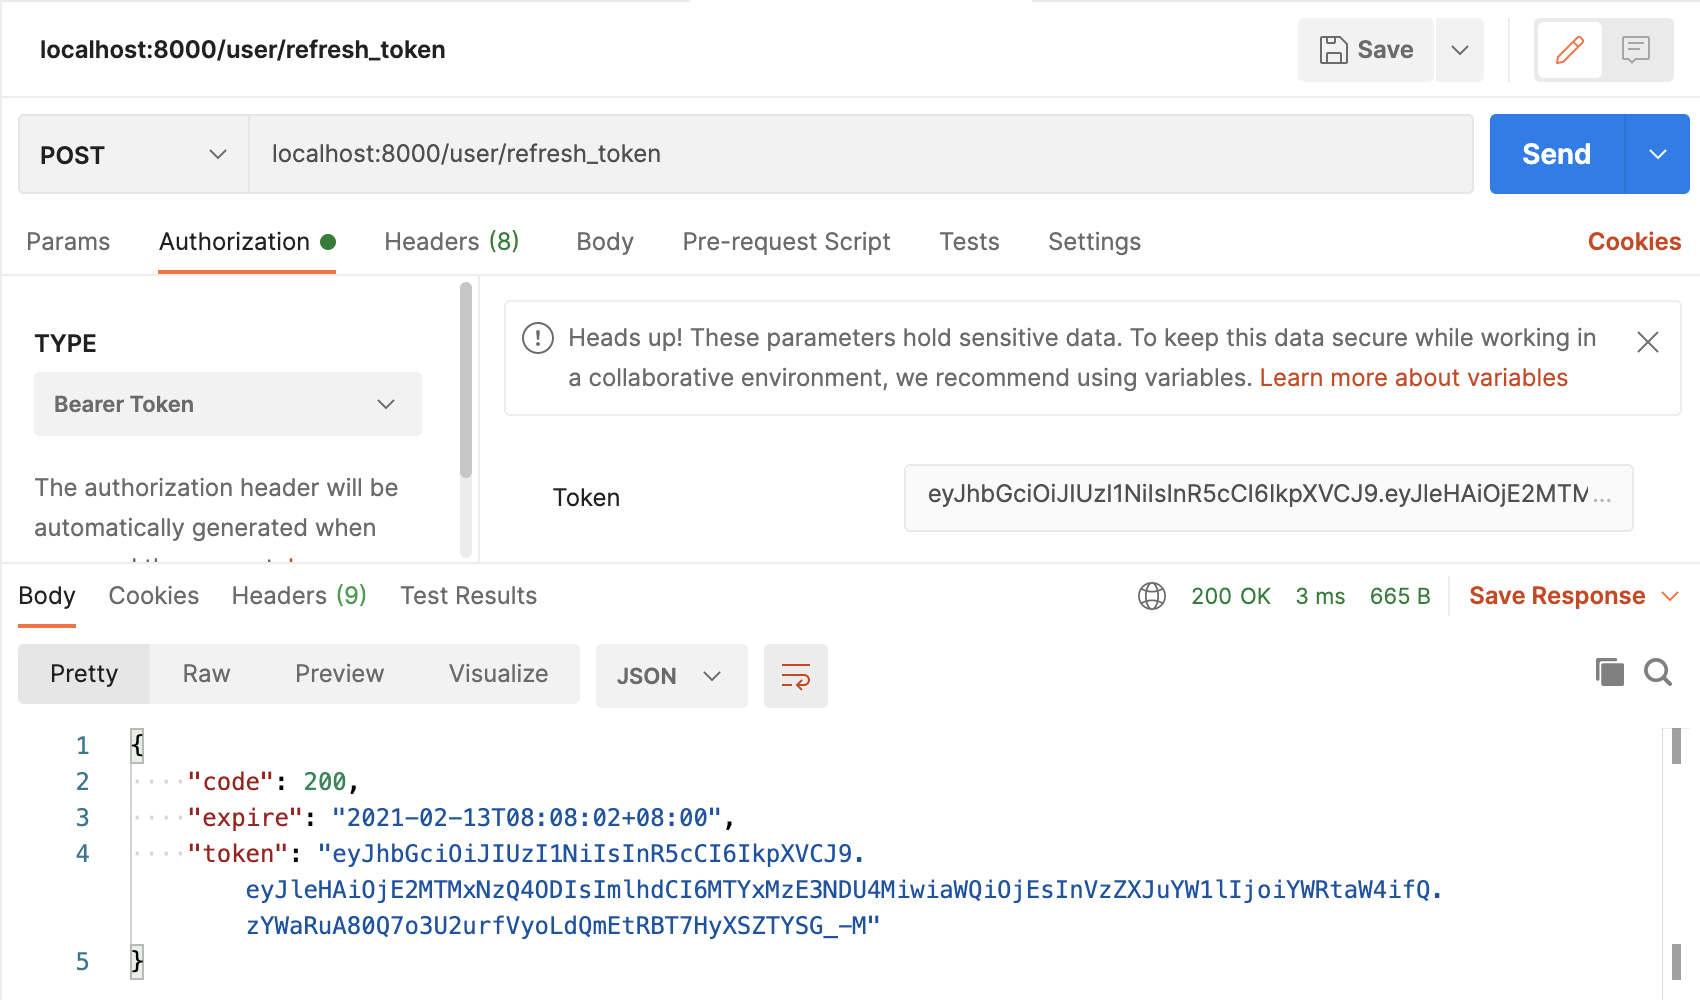 localhost:8000/user/refresh_token
Save
POST
localhost:8000/user/refresh_token
Send
Params Authorization Headers (8) Body Pre-request Script Tests Settings Cookies
TYPE
Bearer Token
The authorization header will be
automatically generated when
Heads up! These parameters hold sensitive data. To keep this data secure while working in
a collaborative environment, we recommend using variables. Learn more about variables
Token
eyJhbGciOiJIUzI1NiIsInR5cCI6IkpXVCJ9.eyJleHAiOjE2MTM...
Body Cookies Headers (9) Test Results 200 OK 3 ms 665 B Save Response
Pretty Raw Preview Visualize JSON
1 {
2 "code": 200,
3 "expire": "2021-02-13T08:08:02+08:00",
4 "token": "eyJhbGciOiJIUzI1NiIsInR5cCI6IkpXVCJ9.
eyJleHAiOjE2MTMxNzQ4ODIsImlhdCI6MTYxMzE3NDU4MiwiaWQiOjEsInVzZXJuYW1lIjoiYWRtaW4ifQ.
zYWaRuA80Q7o3U2urfVyoLdQmEtRBT7HyXSZTYSG_-M"
5 }